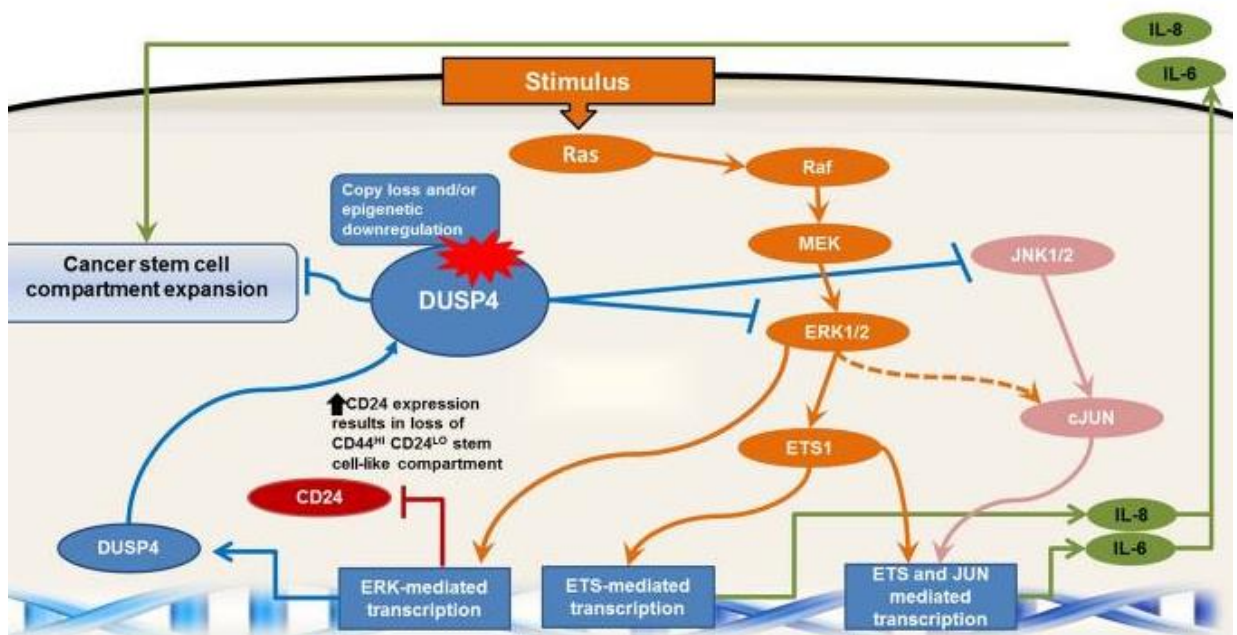 IL-8
IL-6
Stimulus
Ras
Raf
Copy loss and/or
epigenetic
downregulation
MEK
JNK1/2
Cancer stem cell
compartment expansion
DUSP4
ERK1/2
CD24 expression
results in loss of
CD44ᴴᴵ CD24ᴸᴼ stem
cell-like compartment
cJUN
ETS1
CD24
IL-8
DUSP4
IL-6
ERK-mediated
transcription
ETS-mediated
transcription
ETS and JUN
mediated
transcription